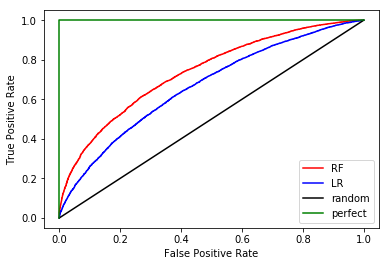 1.0
0.8
0.6
0.4
0.2
0.0
True Positive Rate
RF
LR
random
perfect
0.0 0.2 0.4 0.6 0.8 1.0
False Positive Rate